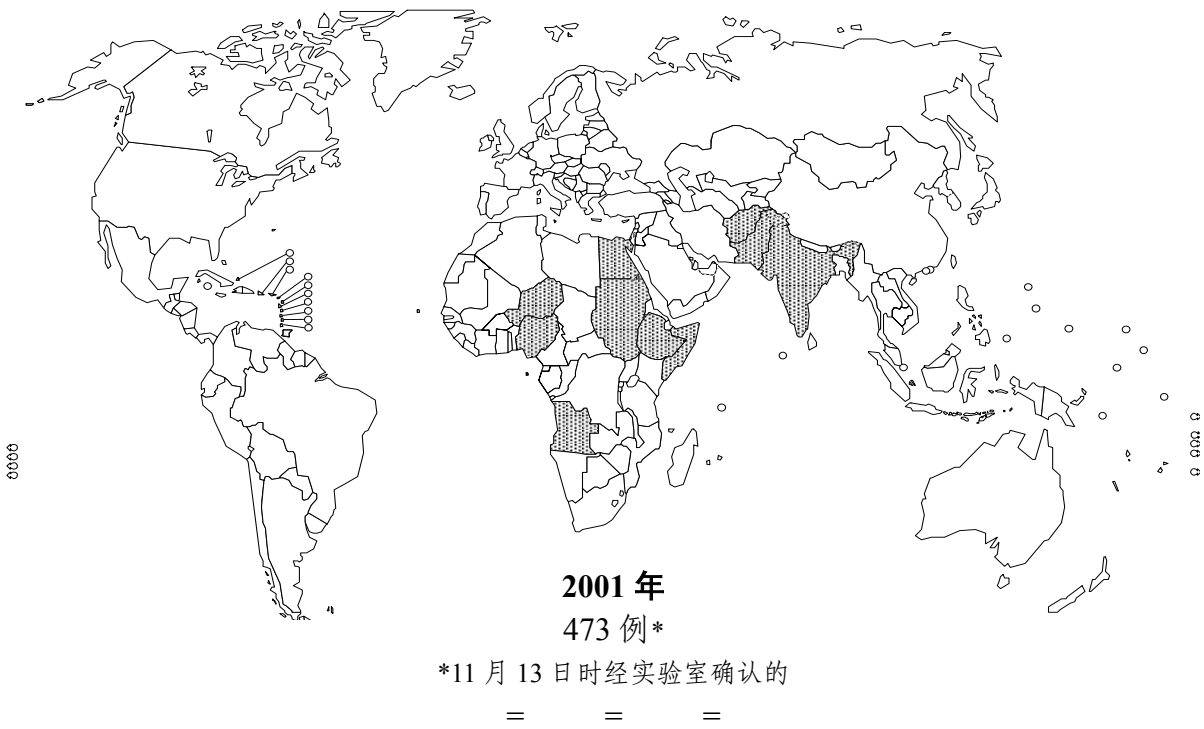 2001 年
473 例*
*11 月 13 日时经实验室确认的
= = =